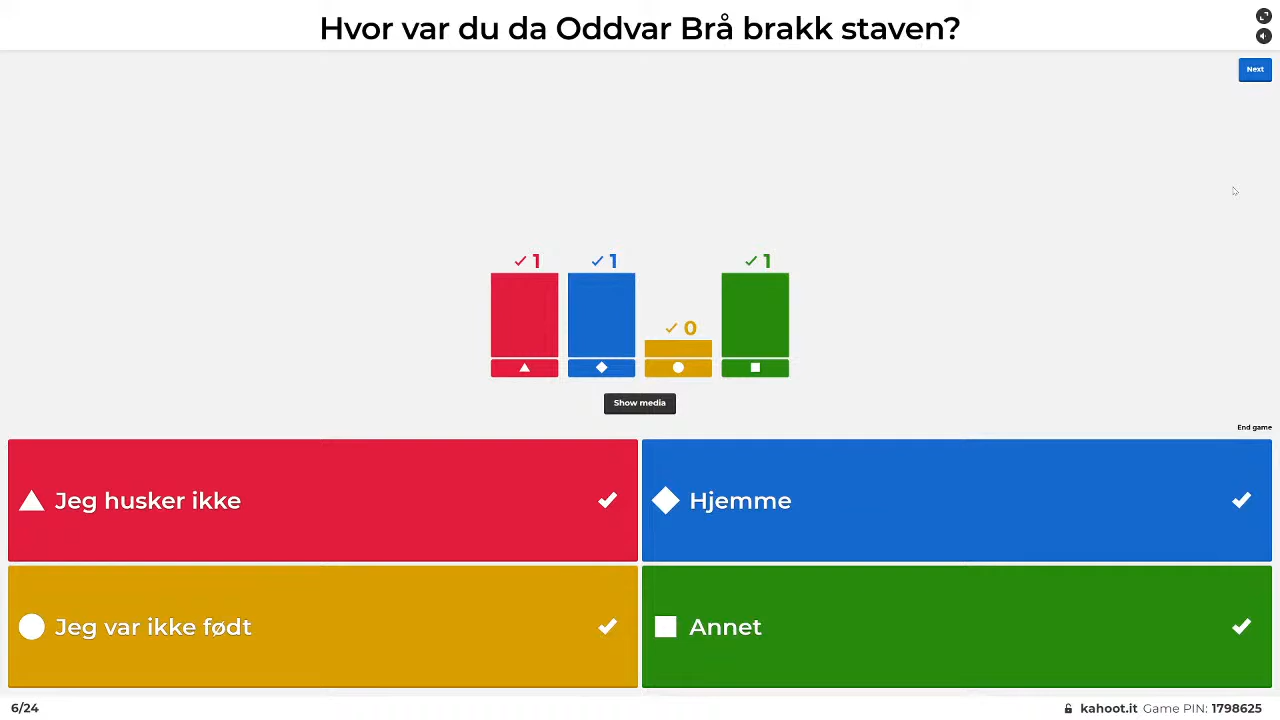 Hvor var du da Oddvar Brå brakk staven?
Next
1
1
0
1
Show media
End game
Jeg husker ikke
Hjemme
Jeg var ikke født
Annet
6/24
kahoot.it Game PIN: 1798625